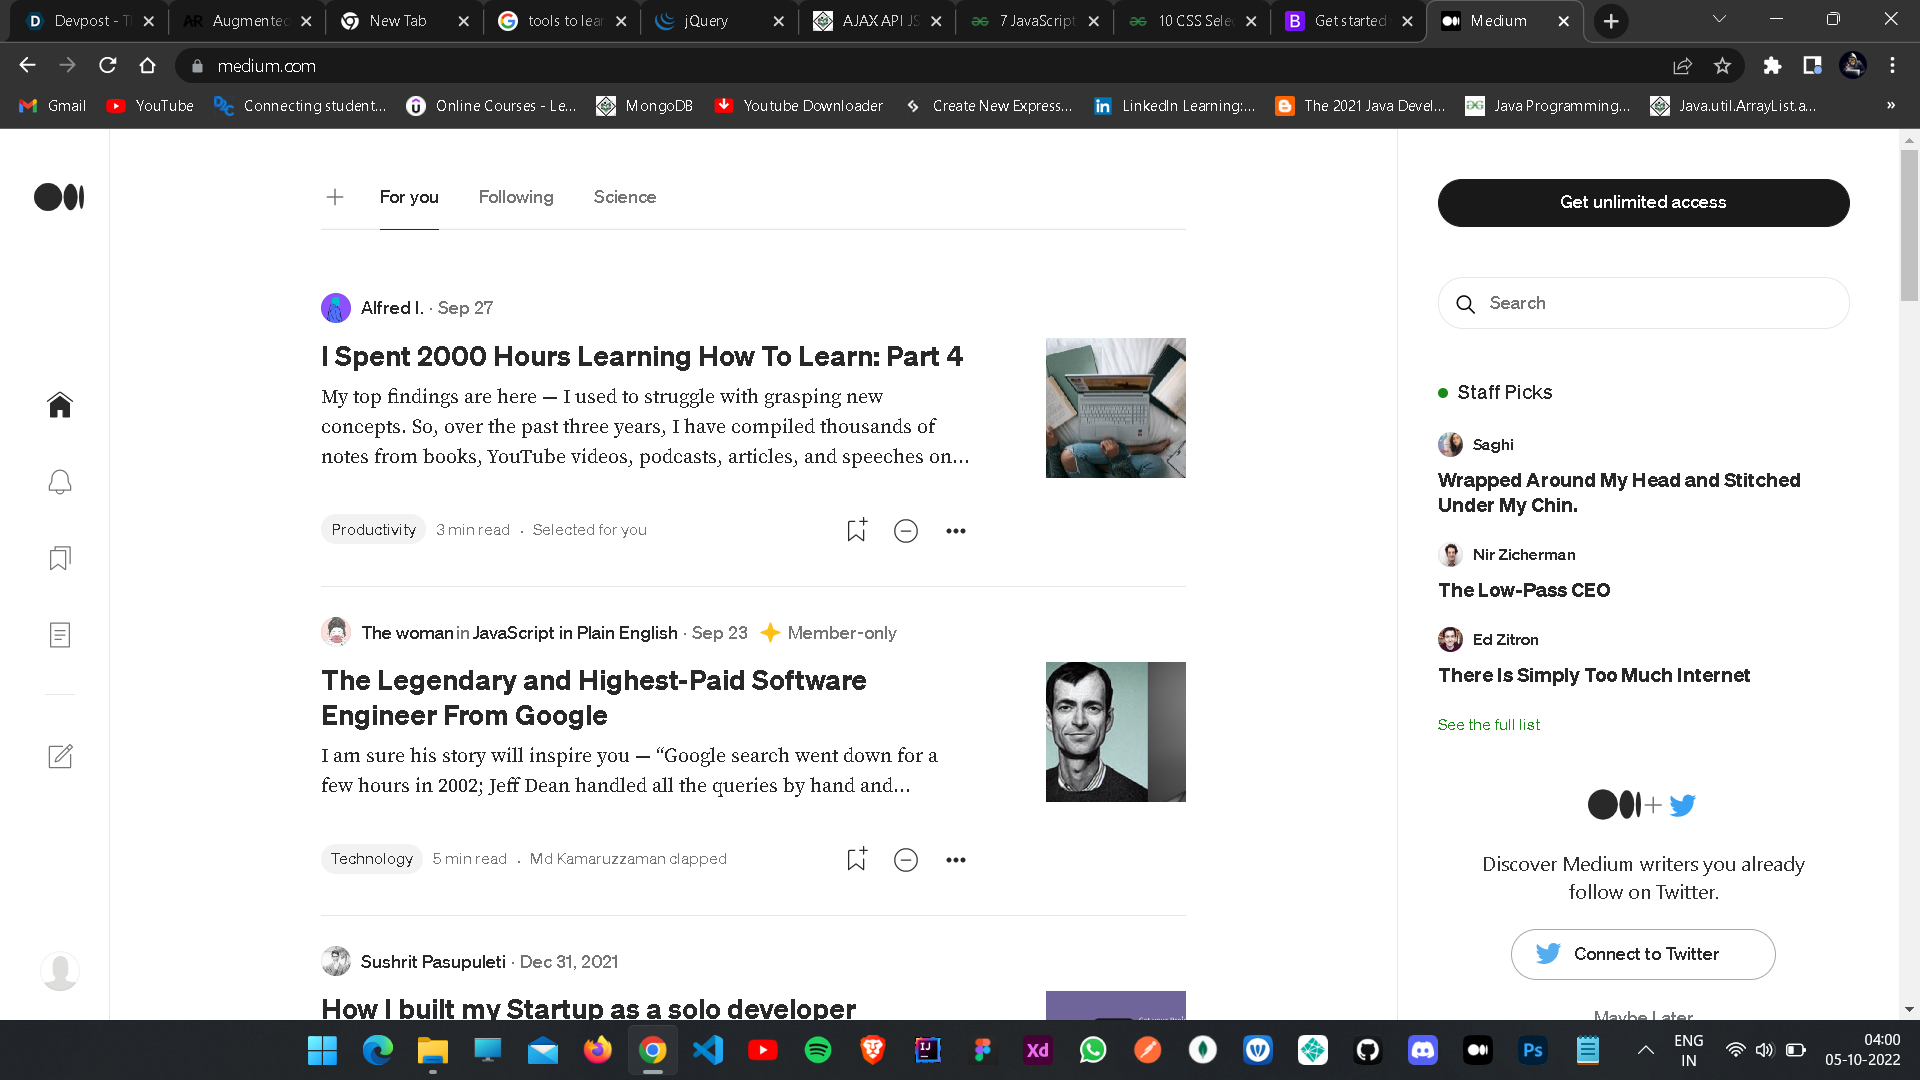 Devpost - T
Augmented
New Tab
tools to lear
jQuery
AJAX API JS
7 JavaScript
10 CSS Sele
Get started
Medium
medium.com
Gmail
YouTube
Connecting student...
Online Courses - Le...
MongoDB
Youtube Downloader
Create New Express...
LinkedIn Learning:...
The 2021 Java Devel...
Java Programming...
Java.util.ArrayList.a...
»
For you
Following
Science
Get unlimited access
Search
Alfred I. · Sep 27
I Spent 2000 Hours Learning How To Learn: Part 4
My top findings are here — I used to struggle with grasping new
concepts. So, over the past three years, I have compiled thousands of
notes from books, YouTube videos, podcasts, articles, and speeches on...
Productivity
3 min read · Selected for you
The woman in JavaScript in Plain English · Sep 23
Member-only
The Legendary and Highest-Paid Software
Engineer From Google
I am sure his story will inspire you — “Google search went down for a
few hours in 2002; Jeff Dean handled all the queries by hand and...
Technology
5 min read · Md Kamaruzzaman clapped
Sushrit Pasupuleti · Dec 31, 2021
How I built my Startup as a solo developer
Staff Picks
Saghi
Wrapped Around My Head and Stitched
Under My Chin.
Nir Zicherman
The Low-Pass CEO
Ed Zitron
There Is Simply Too Much Internet
See the full list
Discover Medium writers you already
follow on Twitter.
Connect to Twitter
Maybe Later
Xd
Ps
ENG
IN
04:00
05-10-2022